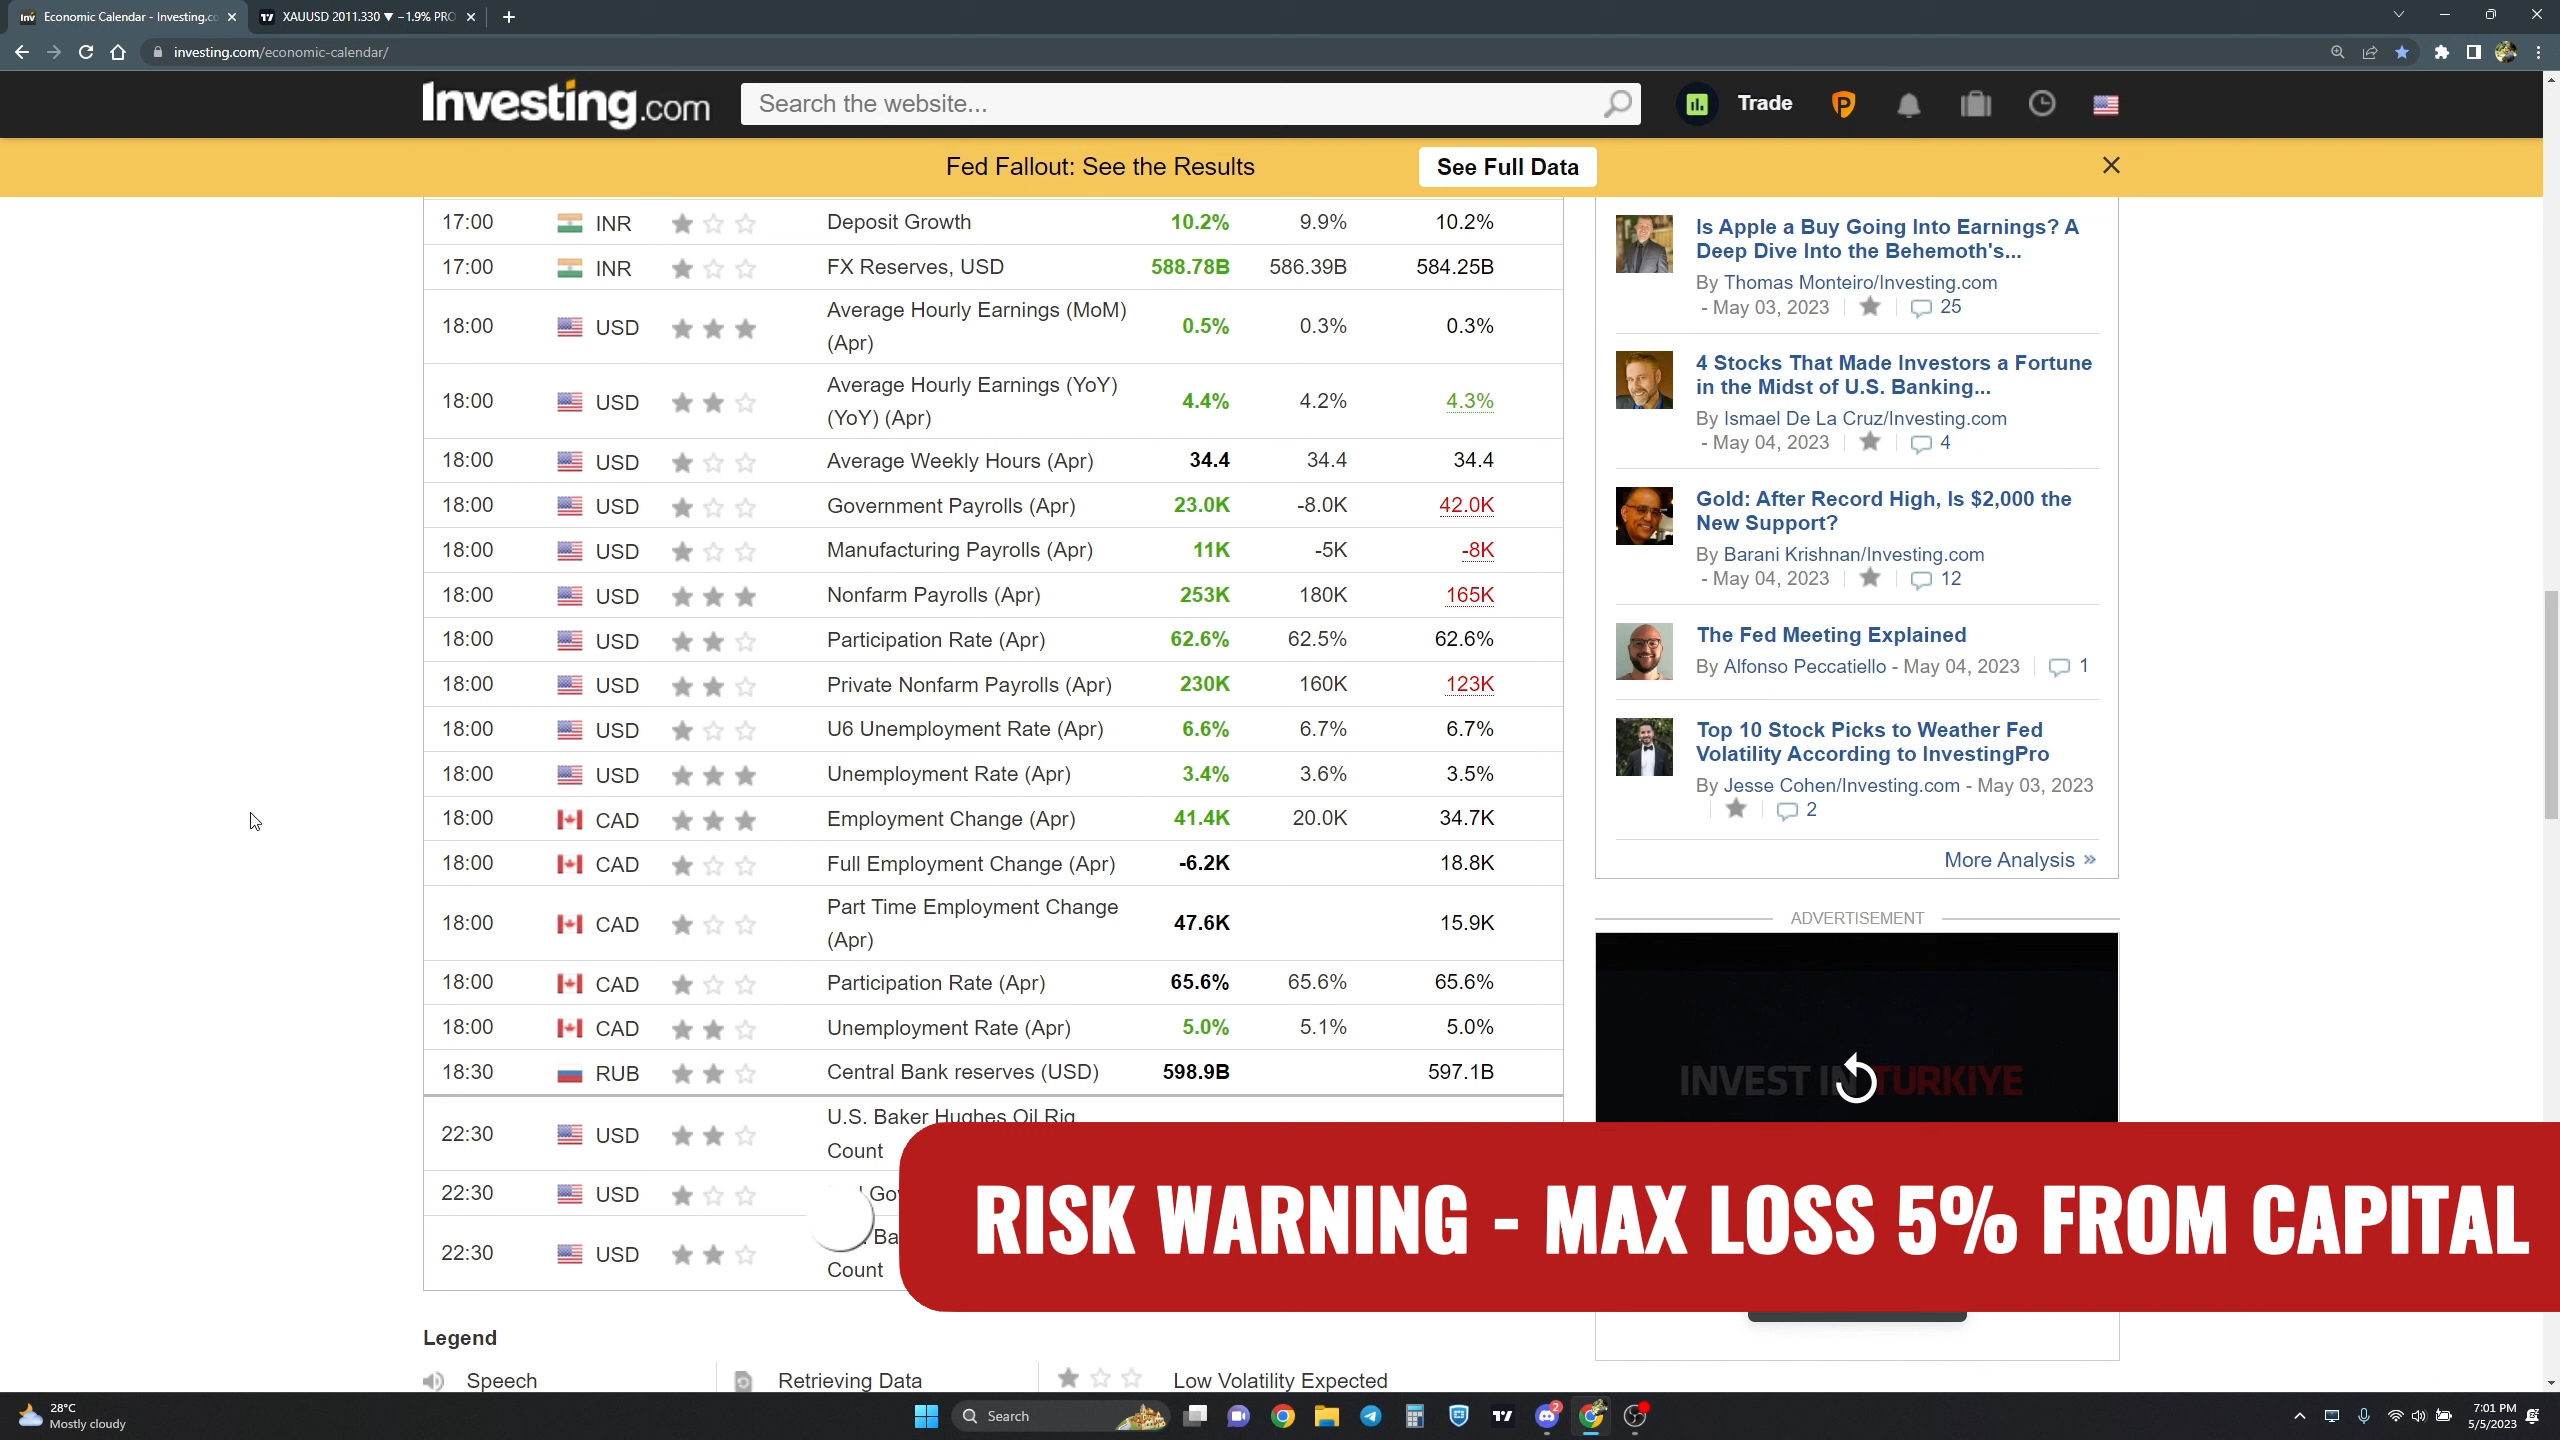 Economic Calendar - Investing.co
XAUUSD 2011.330 ▼ −1.9% PRO
investing.com/economic-calendar/
Investing.com
Search the website...
Trade
Fed Fallout: See the Results
See Full Data
17:00 INR Deposit Growth 10.2% 9.9% 10.2%
17:00 INR FX Reserves, USD 588.78B 586.39B 584.25B
18:00 USD Average Hourly Earnings (MoM) (Apr) 0.5% 0.3% 0.3%
18:00 USD Average Hourly Earnings (YoY) (YoY) (Apr) 4.4% 4.2% 4.3%
18:00 USD Average Weekly Hours (Apr) 34.4 34.4 34.4
18:00 USD Government Payrolls (Apr) 23.0K -8.0K 42.0K
18:00 USD Manufacturing Payrolls (Apr) 11K -5K -8K
18:00 USD Nonfarm Payrolls (Apr) 253K 180K 165K
18:00 USD Participation Rate (Apr) 62.6% 62.5% 62.6%
18:00 USD Private Nonfarm Payrolls (Apr) 230K 160K 123K
18:00 USD U6 Unemployment Rate (Apr) 6.6% 6.7% 6.7%
18:00 USD Unemployment Rate (Apr) 3.4% 3.6% 3.5%
18:00 CAD Employment Change (Apr) 41.4K 20.0K 34.7K
18:00 CAD Full Employment Change (Apr) -6.2K 18.8K
18:00 CAD Part Time Employment Change (Apr) 47.6K 15.9K
18:00 CAD Participation Rate (Apr) 65.6% 65.6% 65.6%
18:00 CAD Unemployment Rate (Apr) 5.0% 5.1% 5.0%
18:30 RUB Central Bank reserves (USD) 598.9B 597.1B
22:30 USD U.S. Baker Hughes Oil Rig Count
22:30 USD
22:30 USD Count
Legend
Speech
Retrieving Data
Low Volatility Expected
Is Apple a Buy Going Into Earnings? A
Deep Dive Into the Behemoth's...
By Thomas Monteiro/Investing.com
- May 03, 2023 25
4 Stocks That Made Investors a Fortune
in the Midst of U.S. Banking...
By Ismael De La Cruz/Investing.com
- May 04, 2023 4
Gold: After Record High, Is $2,000 the
New Support?
By Barani Krishnan/Investing.com
- May 04, 2023 12
The Fed Meeting Explained
By Alfonso Peccatiello - May 04, 2023 1
Top 10 Stock Picks to Weather Fed
Volatility According to InvestingPro
By Jesse Cohen/Investing.com - May 03, 2023
2
More Analysis »
ADVERTISEMENT
INVEST IN TURKIYE
RISK WARNING - MAX LOSS 5% FROM CAPITAL
28°C
Mostly cloudy
Search
2
7:01 PM
5/5/2023